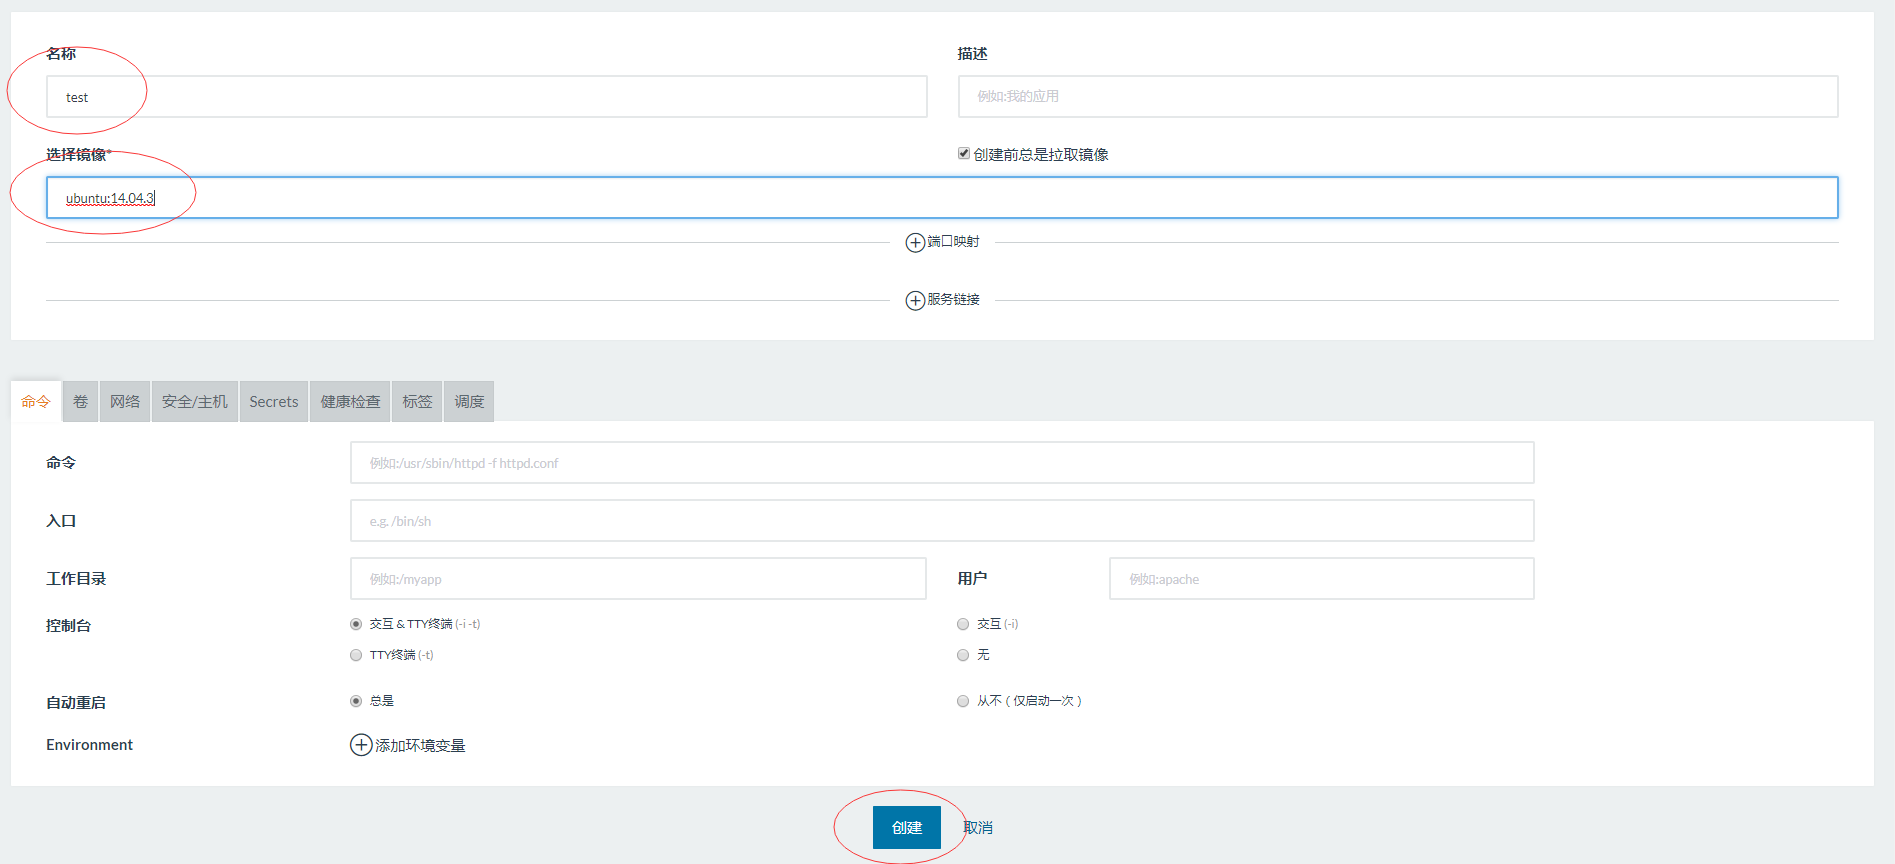 名称 描述
test 例如:我的应用
选择镜像* 创建前总是拉取镜像
ubuntu:14.04.3
端口映射
服务链接
命令 卷 网络 安全/主机 Secrets 健康检查 标签 调度
命令 例如:/usr/sbin/httpd -f httpd.conf
入口 e.g. /bin/sh
工作目录 例如:/myapp 用户 例如:apache
控制台 交互 & TTY终端 (-i -t) 交互 (-i)
TTY终端 (-t) 无
自动重启 总是 从不（仅启动一次）
Environment 添加环境变量
创建 取消